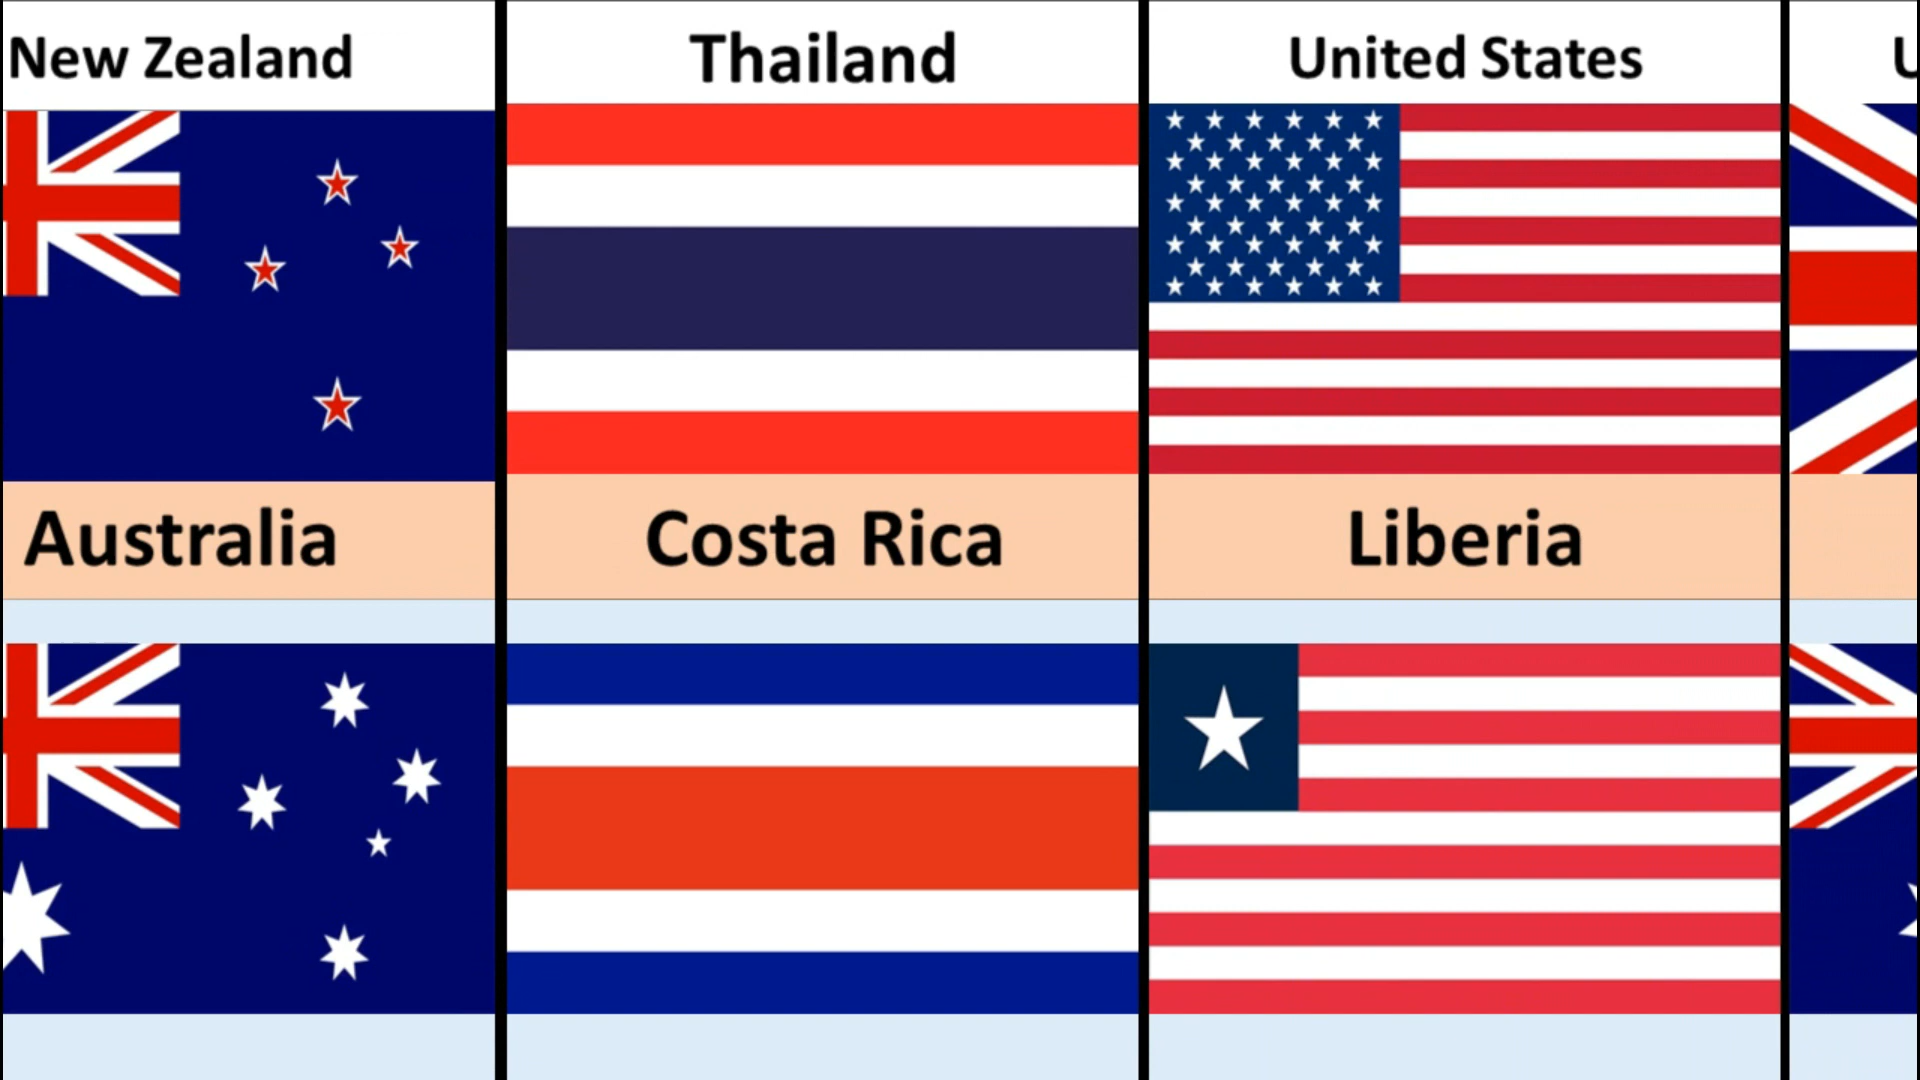 New Zealand
Thailand
United States
Australia
Costa Rica
Liberia